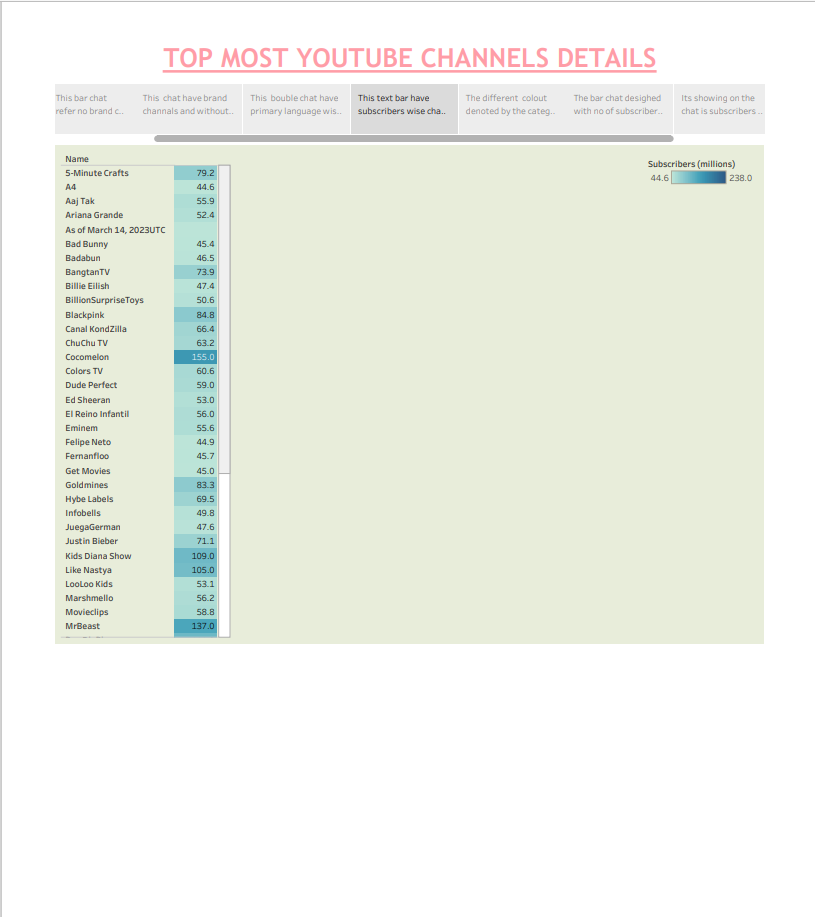 TOP MOST YOUTUBE CHANNELS DETAILS
This bar chat
refer no brand c..
This chat have brand
channels and without..
This bouble chat have
primary language wis..
This text bar have
subscribers wise cha..
The different colout
denoted by the categ..
The bar chat desighed
with no of subscriber..
Its showing on the
chat is subscribers...
Name
5-Minute Crafts 79.2
A4 44.6
Aaj Tak 55.9
Ariana Grande 52.4
As of March 14, 2023UTC
Bad Bunny 45.4
Badabun 46.5
BangtanTV 73.9
Billie Eilish 47.4
BillionSurpriseToys 50.6
Blackpink 84.8
Canal KondZilla 66.4
ChuChu TV 63.2
Cocomelon 155.0
Colors TV 60.6
Dude Perfect 59.0
Ed Sheeran 53.0
El Reino Infantil 56.0
Eminem 55.6
Felipe Neto 44.9
Fernanfloo 45.7
Get Movies 45.0
Goldmines 83.3
Hybe Labels 69.5
Infobells 49.8
JuegaGerman 47.6
Justin Bieber 71.1
Kids Diana Show 109.0
Like Nastya 105.0
LooLoo Kids 53.1
Marshmello 56.2
Movieclips 58.8
MrBeast 137.0
Subscribers (millions)
44.6 238.0